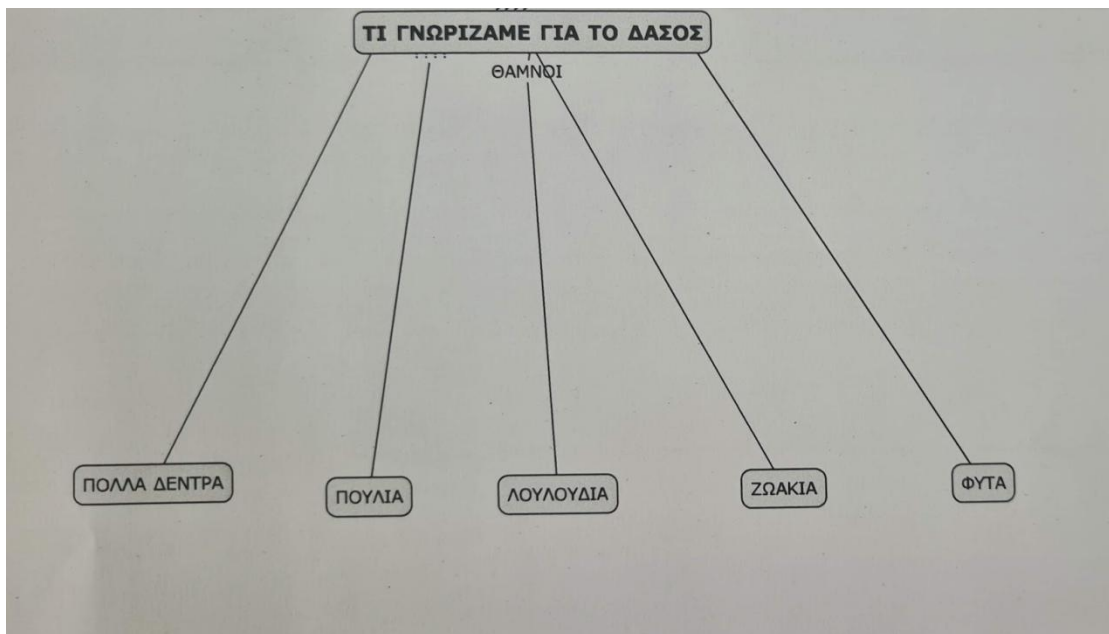 ΤΙ ΓΝΩΡΙΖΑΜΕ ΓΙΑ ΤΟ ΔΑΣΟΣ
ΘΑΜΝΟΙ
ΠΟΛΛΑ ΔΕΝΤΡΑ
ΠΟΥΛΙΑ
ΛΟΥΛΟΥΔΙΑ
ΖΩΑΚΙΑ
ΦΥΤΑ